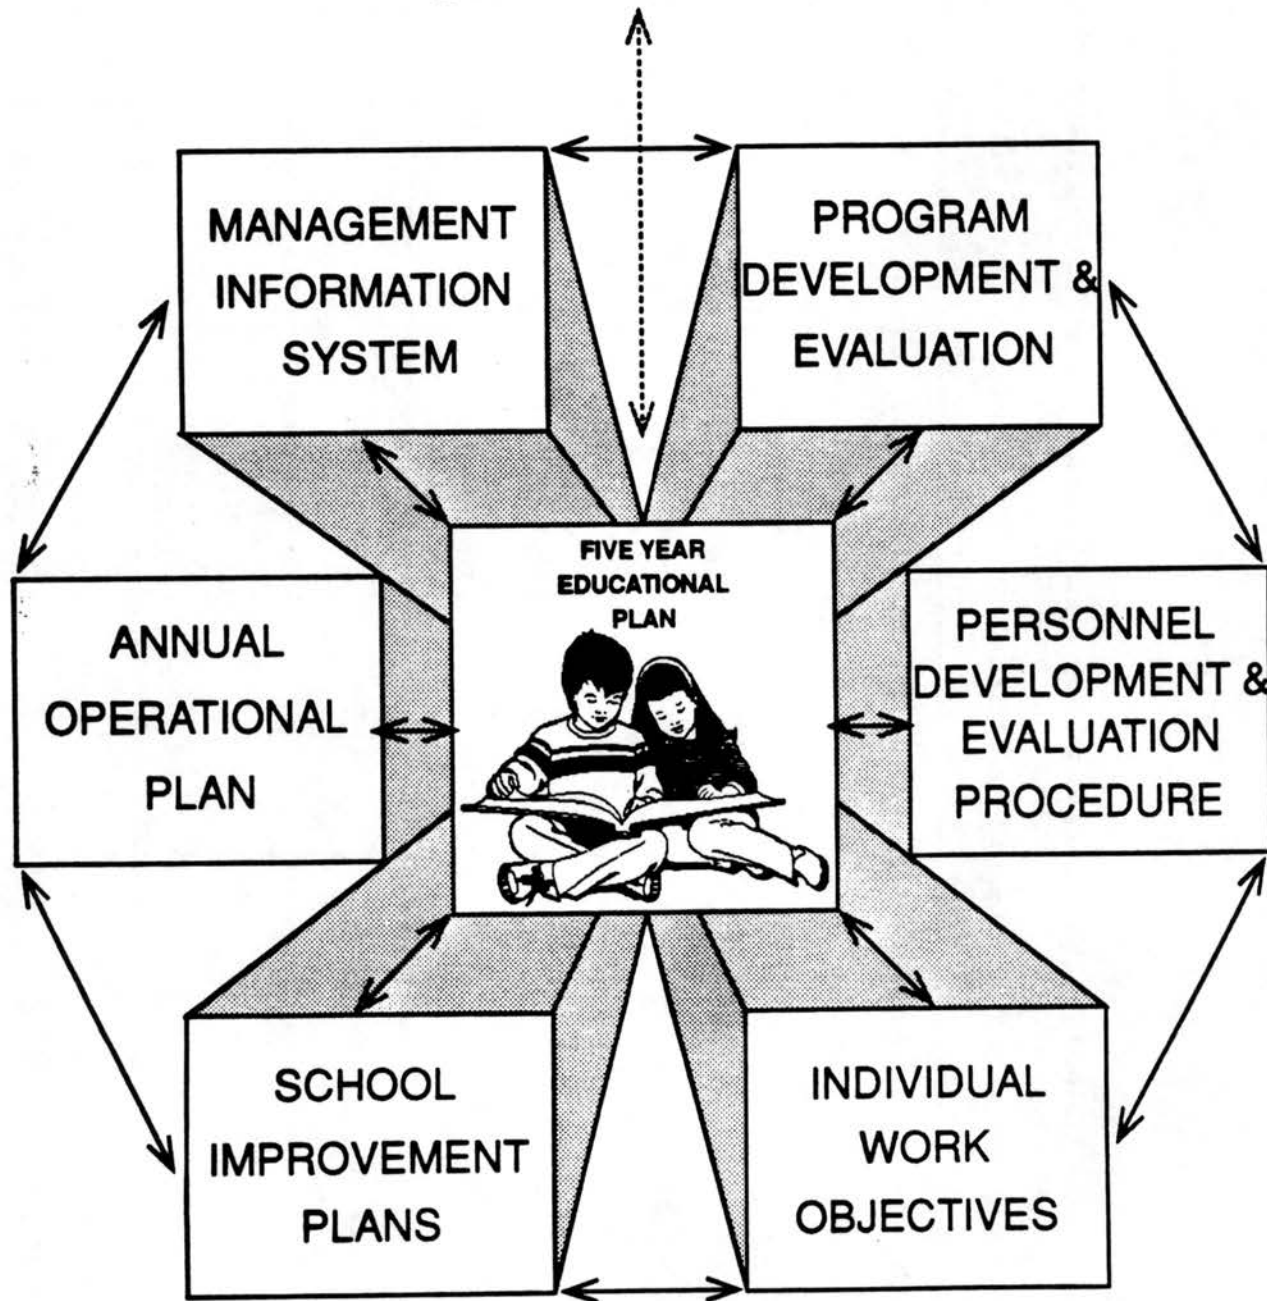 MANAGEMENT
INFORMATION
SYSTEM
PROGRAM
DEVELOPMENT &
EVALUATION
FIVE YEAR
EDUCATIONAL
PLAN
ANNUAL
OPERATIONAL
PLAN
PERSONNEL
DEVELOPMENT &
EVALUATION
PROCEDURE
SCHOOL
IMPROVEMENT
PLANS
INDIVIDUAL
WORK
OBJECTIVES